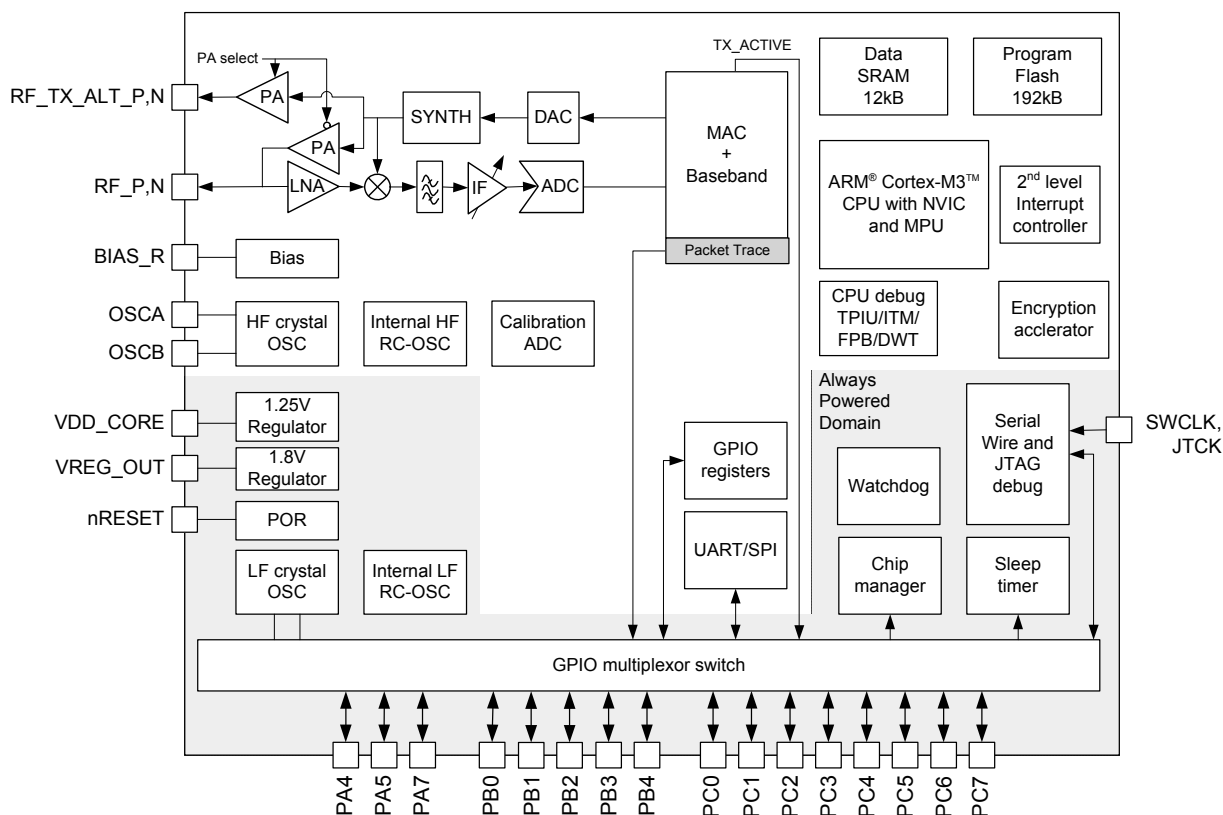 TX_ACTIVE
PA select
Data
SRAM
12kB
Program
Flash
192kB
RF_TX_ALT_P,N
PA
SYNTH
DAC
MAC
+
Baseband
PA
RF_P,N
LNA
IF
ADC
ARM® Cortex-M3™
CPU with NVIC
and MPU
2nd level
Interrupt
controller
Packet Trace
BIAS_R
Bias
OSCA
OSCB
HF crystal
OSC
Internal HF
RC-OSC
Calibration
ADC
CPU debug
TPIU/ITM/
FPB/DWT
Encryption
acclerator
Always
Powered
Domain
VDD_CORE
1.25V
Regulator
VREG_OUT
1.8V
Regulator
nRESET
POR
GPIO
registers
Watchdog
Serial
Wire and
JTAG
debug
SWCLK,
JTCK
LF crystal
OSC
Internal LF
RC-OSC
UART/SPI
Chip
manager
Sleep
timer
GPIO multiplexor switch
PA4
PA5
PA7
PB0
PB1
PB2
PB3
PB4
PC0
PC1
PC2
PC3
PC4
PC5
PC6
PC7